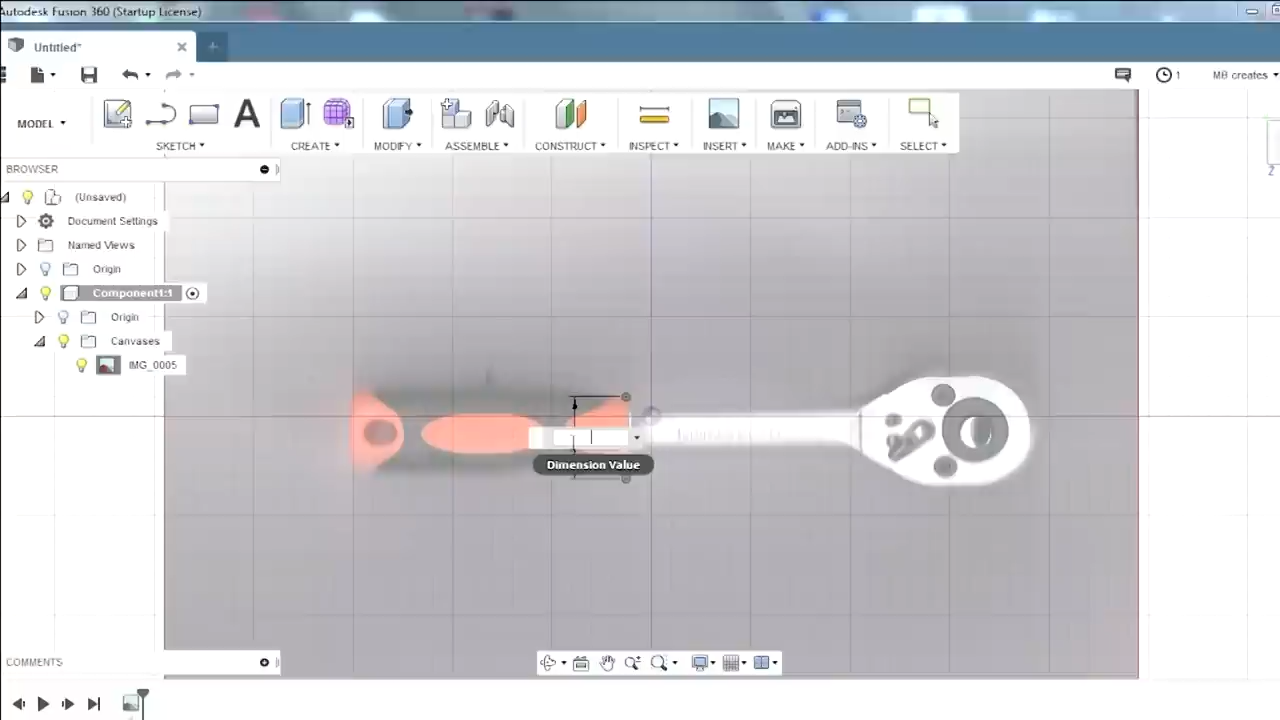 Autodesk Fusion 360 (Startup License)
Untitled*
1
MB creates
MODEL
A
SKETCH
CREATE
MODIFY
ASSEMBLE
CONSTRUCT
INSPECT
INSERT
MAKE
ADD-INS
SELECT
BROWSER
Z
(Unsaved)
Document Settings
Named Views
Origin
Component1:1
Origin
Canvases
IMG_0005
Dimension Value
COMMENTS